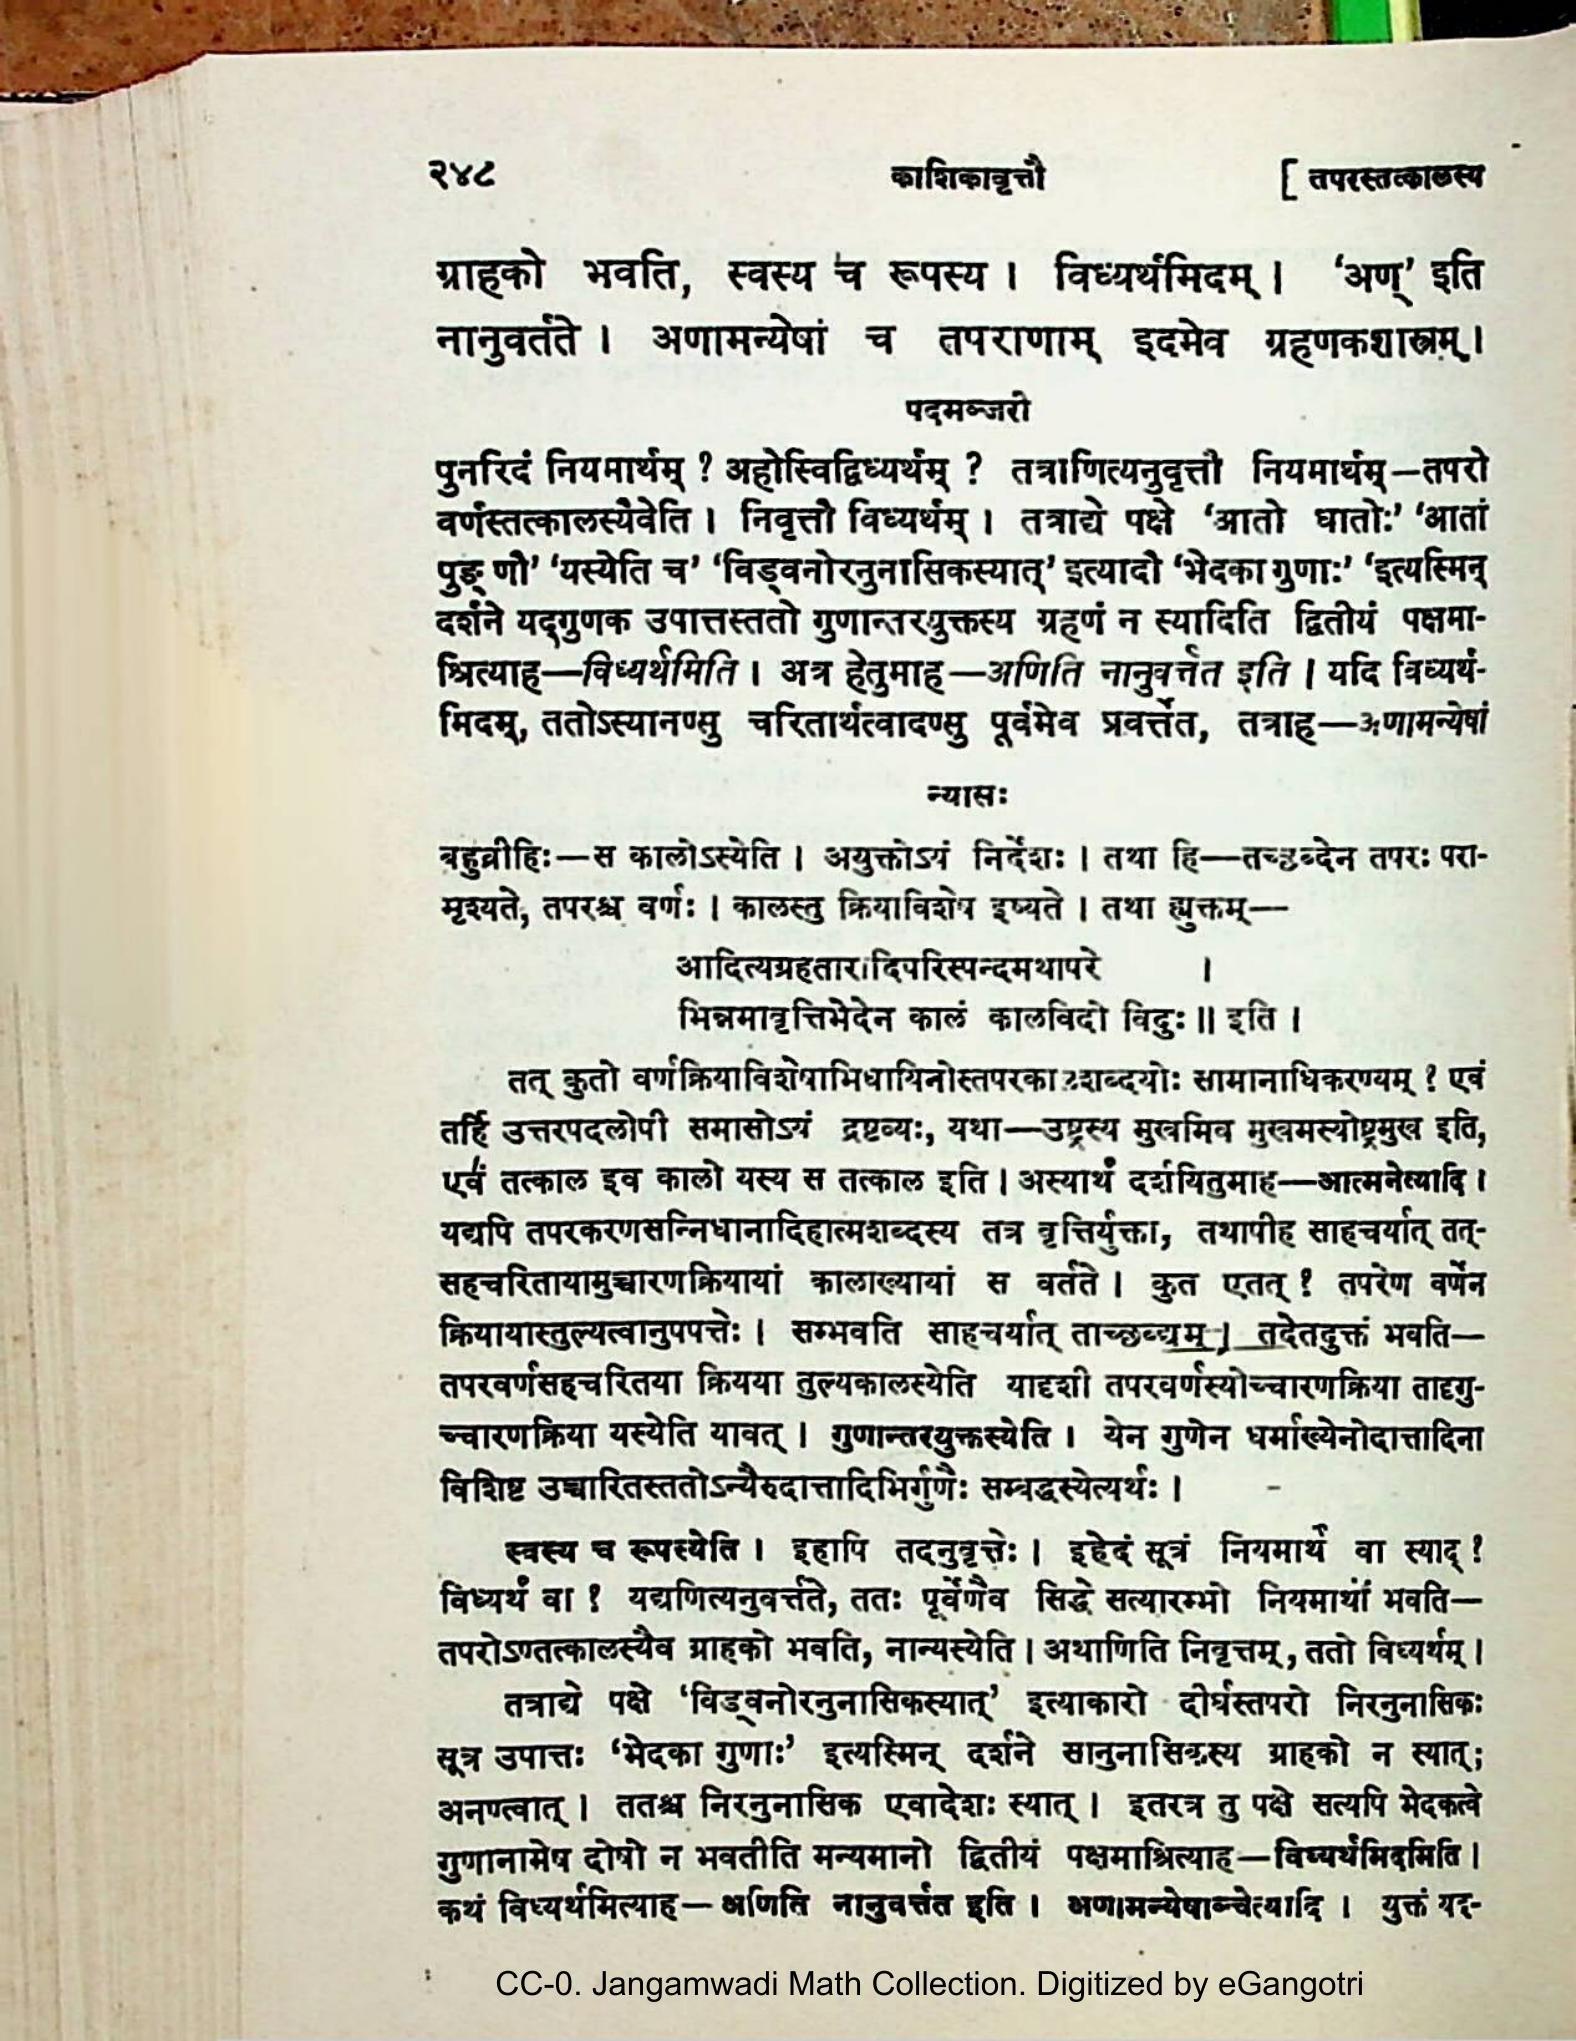 २४८ काशिकावृत्तौ [ तपरस्तत्कालस्य
ग्राहको भवति, स्वस्य च रूपस्य । विध्यर्थमिदम् । ‘अण्’ इति
नानुवर्तते । अणामन्येषां च तपराणाम् इदमेव ग्रहणकशास्त्रम् ।
पदमञ्जरी
पुनरिदं नियमार्थम् ? अहोस्विद्विध्यर्थम् ? तत्राणित्यनुवृत्तौ नियमार्थम्—तपरो
वर्णस्तत्कालस्यैवेति । निवृत्तौ विध्यर्थम् । तत्राद्ये पक्षे ‘आतो धातोः’ ‘आतां
पुङ् णौ’ ‘यस्येति च’ ‘विड्वनोरनुनासिकस्यात्’ इत्यादौ ‘भेदका गुणाः’ ‘इत्यस्मिन्
दर्शने यद्गुणक उपात्तस्ततो गुणान्तरयुक्तस्य ग्रहणं न स्यादिति द्वितीयं पक्षमा-
श्रित्याह—विध्यर्थमिति । अत्र हेतुमाह—अणिति नानुवर्त्तत इति । यदि विध्यर्थ-
मिदम्, ततोऽस्यानण्सु चरितार्थत्वादण्सु पूर्वमेव प्रवर्त्तेत, तत्राह—अणामन्येषां
न्यासः
बहुव्रीहिः—स कालोऽस्येति । अयुक्तोऽयं निर्देशः । तथा हि—तच्छब्देन तपरः परा-
मृश्यते, तपरश्च वर्णः । कालस्तु क्रियाविशेष इष्यते । तथा ह्युक्तम्—
आदित्यग्रहतारादिपरिस्पन्दमथापरे ।
भिन्नमावृत्तिभेदेन कालं कालविदो विदुः ॥ इति ।
तत् कुतो वर्णक्रियाविशेषाभिधायिनोस्तपरकालशब्दयोः सामानाधिकरण्यम् ? एवं
तर्हि उत्तरपदलोपी समासोऽयं द्रष्टव्यः, यथा—उष्ट्रस्य मुखमिव मुखमस्योष्ट्रमुख इति,
एवं तत्काल इव कालो यस्य स तत्काल इति । अस्यार्थं दर्शयितुमाह—आत्मनेत्यादि ।
यद्यपि तपरकरणसन्निधानादिहात्मशब्दस्य तत्र वृत्तिर्युक्ता, तथापीह साहचर्यात् तत्-
सहचरितायामुच्चारणक्रियायां कालाख्यायां स वर्तते । कुत एतत् ? तपरेण वर्णेन
क्रियायास्तुल्यत्वानुपपत्तेः । सम्भवति साहचर्यात् ताच्छब्द्यम् । तदेतदुक्तं भवति—
तपरवर्णसहचरितया क्रियया तुल्यकालस्येति यादृशी तपरवर्णस्योच्चारणक्रिया तादृगु-
च्चारणक्रिया यस्येति यावत् । गुणान्तरयुक्तस्येति । येन गुणेन धर्माख्येनोदात्तादिना
विशिष्ट उच्चारितस्ततोऽन्यैरुदात्तादिभिर्गुणैः सम्बद्धस्येत्यर्थः ।
स्वस्य च रूपस्येति । इहापि तदनुवृत्तेः । इहेदं सूत्रं नियमार्थं वा स्याद् ?
विध्यर्थं वा ? यद्यणित्यनुवर्त्तते, ततः पूर्वेणैव सिद्धे सत्यारम्भो नियमार्थो भवति—
तपरोऽण्तत्कालस्यैव ग्राहको भवति, नान्यस्येति । अथाणिति निवृत्तम्, ततो विध्यर्थम् ।
तत्राद्ये पक्षे ‘विड्वनोरनुनासिकस्यात्’ इत्याकारो दीर्घस्तपरो निरनुनासिकः
सूत्र उपात्तः ‘भेदका गुणाः’ इत्यस्मिन् दर्शने सानुनासिकस्य ग्राहको न स्यात्;
अनण्त्वात् । ततश्च निरनुनासिक एवादेशः स्यात् । इतरत्र तु पक्षे सत्यपि भेदकत्वे
गुणानामेष दोषो न भवतीति मन्यमानो द्वितीयं पक्षमाश्रित्याह—विध्यर्थमिदमिति ।
कथं विध्यर्थमित्याह—अणिति नानुवर्त्तत इति । अणामन्येषाञ्चेत्यादि । युक्तं यद-
CC-0. Jangamwadi Math Collection. Digitized by eGangotri